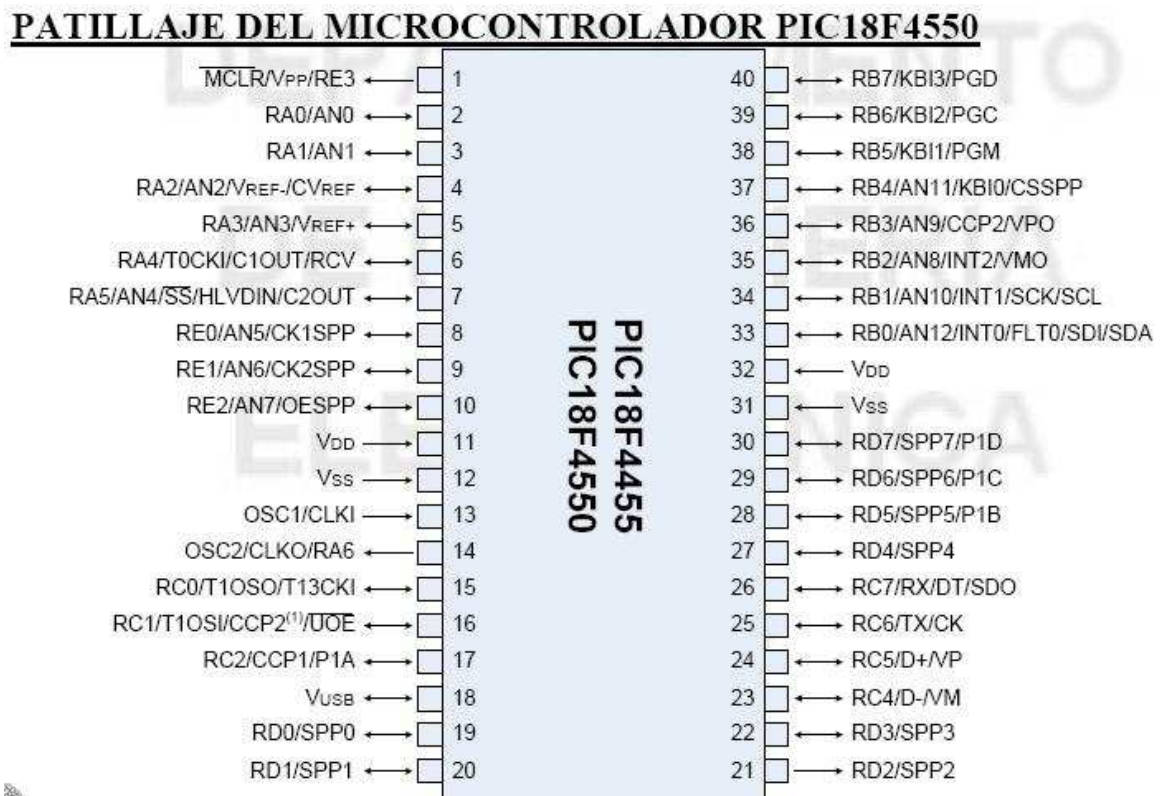 PATILLAJE DEL MICROCONTROLADOR PIC18F4550
MCLR/VPP/RE3 1 40 RB7/KBI3/PGD
RA0/AN0 2 39 RB6/KBI2/PGC
RA1/AN1 3 38 RB5/KBI1/PGM
RA2/AN2/VREF-/CVREF 4 37 RB4/AN11/KBI0/CSSPP
RA3/AN3/VREF+ 5 36 RB3/AN9/CCP2/VPO
RA4/T0CKI/C1OUT/RCV 6 35 RB2/AN8/INT2/VMO
RA5/AN4/SS/HLVDIN/C2OUT 7 34 RB1/AN10/INT1/SCK/SCL
RE0/AN5/CK1SPP 8 33 RB0/AN12/INT0/FLT0/SDI/SDA
RE1/AN6/CK2SPP 9 32 VDD
RE2/AN7/OESPP 10 31 VSS
VDD 11 30 RD7/SPP7/P1D
VSS 12 29 RD6/SPP6/P1C
OSC1/CLKI 13 28 RD5/SPP5/P1B
OSC2/CLKO/RA6 14 27 RD4/SPP4
RC0/T1OSO/T13CKI 15 26 RC7/RX/DT/SDO
RC1/T1OSI/CCP2(1)/UOE 16 25 RC6/TX/CK
RC2/CCP1/P1A 17 24 RC5/D+/VP
VUSB 18 23 RC4/D-/VM
RD0/SPP0 19 22 RD3/SPP3
RD1/SPP1 20 21 RD2/SPP2
PIC18F4455
PIC18F4550